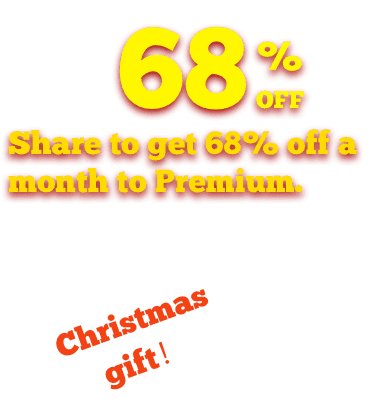 68%
OFF
Share to get 68% off a
month to Premium.
Christmas
gift!